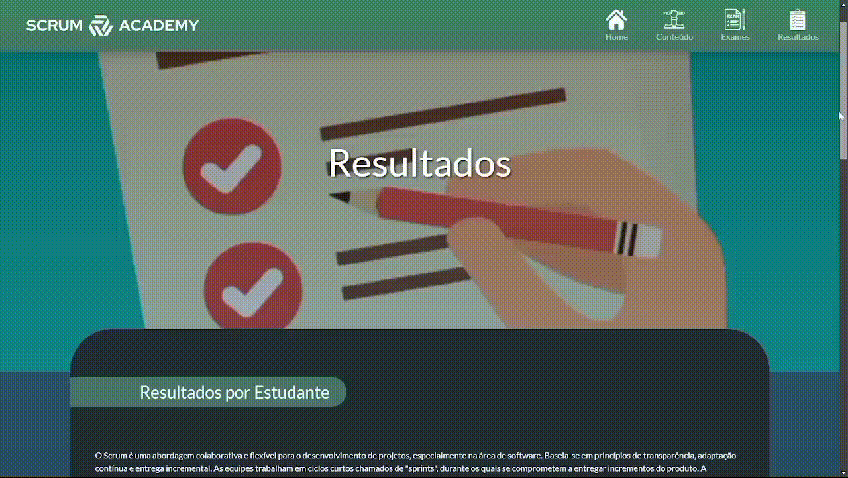 SCRUM ACADEMY
Home
Conteúdo
Exames
Resultados
Resultados
Resultados por Estudante
O Scrum é uma abordagem colaborativa e flexível para o desenvolvimento de projetos, especialmente na área de software. Baseia-se em princípios de transparência, adaptação
contínua e entrega incremental. As equipes trabalham em ciclos curtos chamados de "sprints", durante os quais se comprometem a entregar incrementos do produto. A